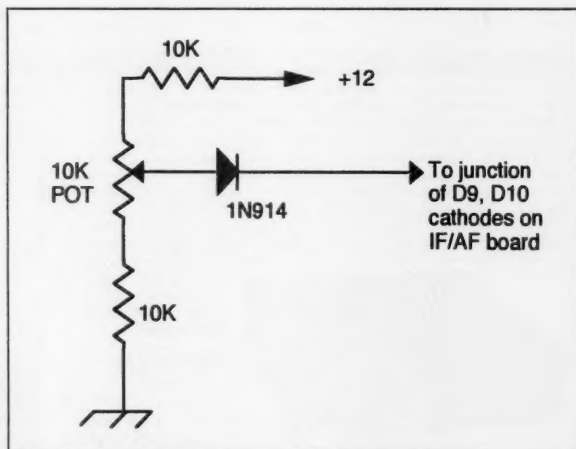 10K
+12
10K
POT
1N914
To junction
of D9, D10
cathodes on
IF/AF board
10K